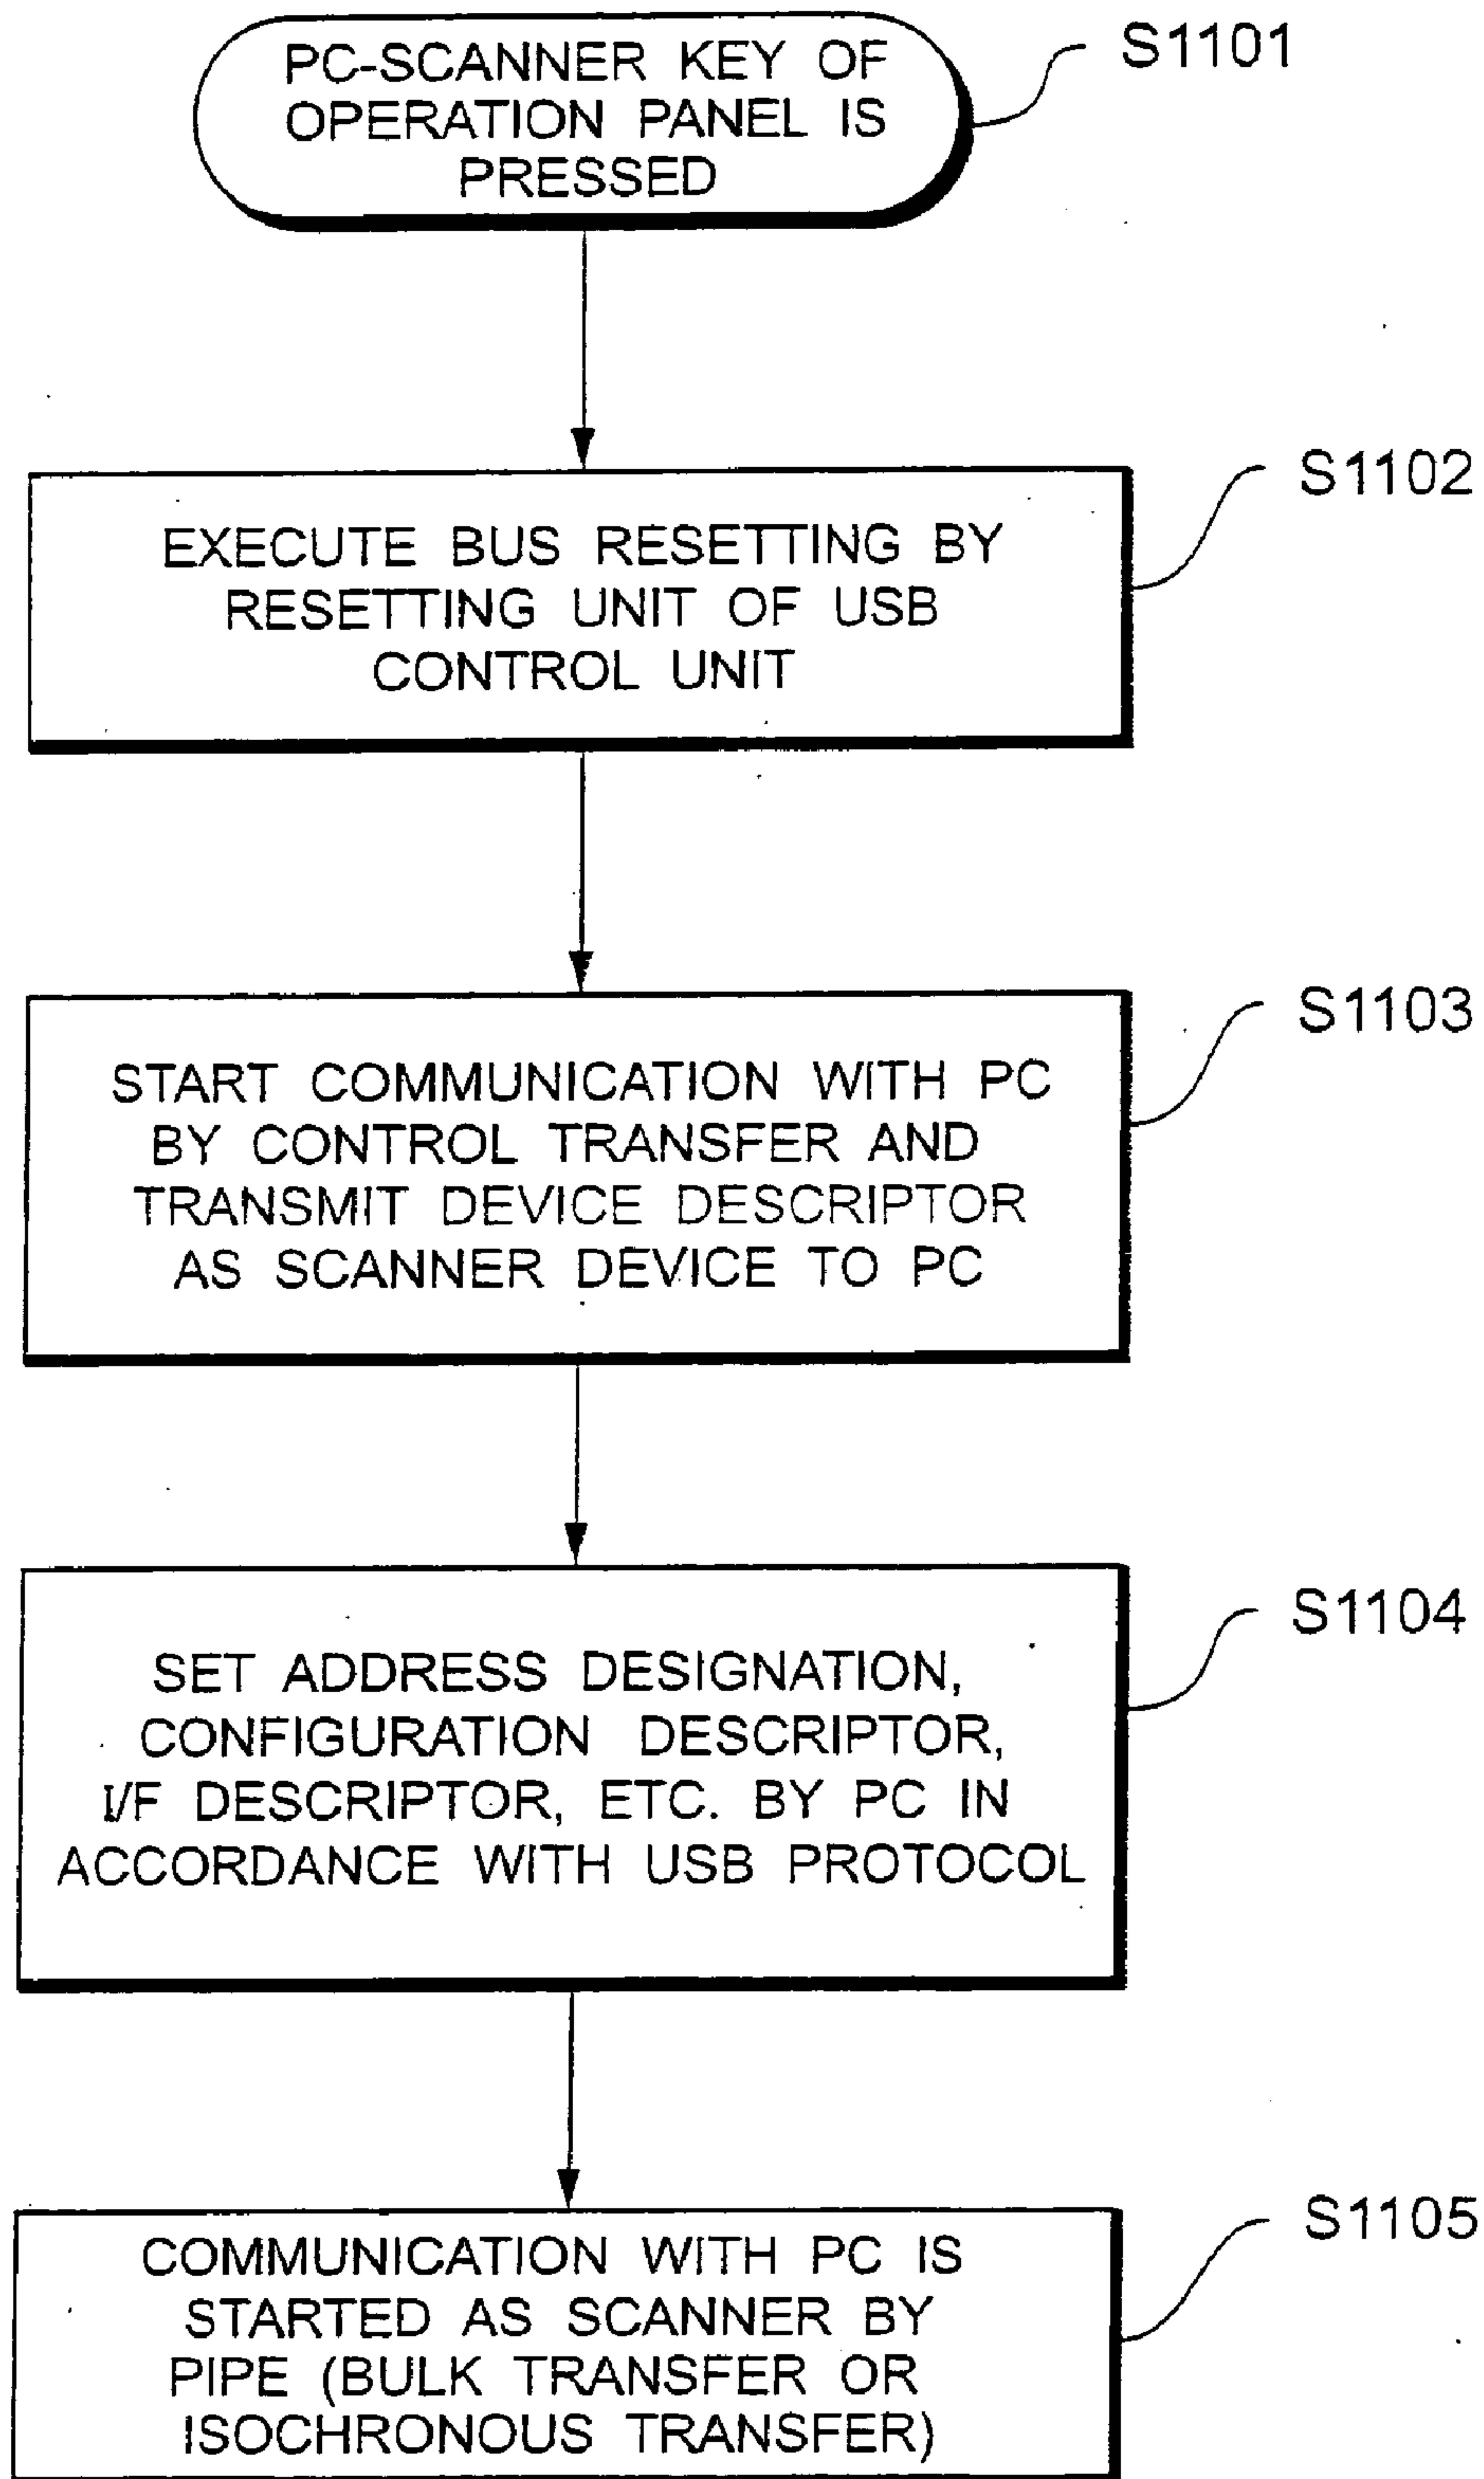 PC-SCANNER KEY OF
OPERATION PANEL IS
PRESSED
S1101
EXECUTE BUS RESETTING BY
RESETTING UNIT OF USB
CONTROL UNIT
S1102
START COMMUNICATION WITH PC
BY CONTROL TRANSFER AND
TRANSMIT DEVICE DESCRIPTOR
AS SCANNER DEVICE TO PC
S1103
SET ADDRESS DESIGNATION,
CONFIGURATION DESCRIPTOR,
I/F DESCRIPTOR, ETC. BY PC IN
ACCORDANCE WITH USB PROTOCOL
S1104
COMMUNICATION WITH PC IS
STARTED AS SCANNER BY
PIPE (BULK TRANSFER OR
ISOCHRONOUS TRANSFER)
S1105